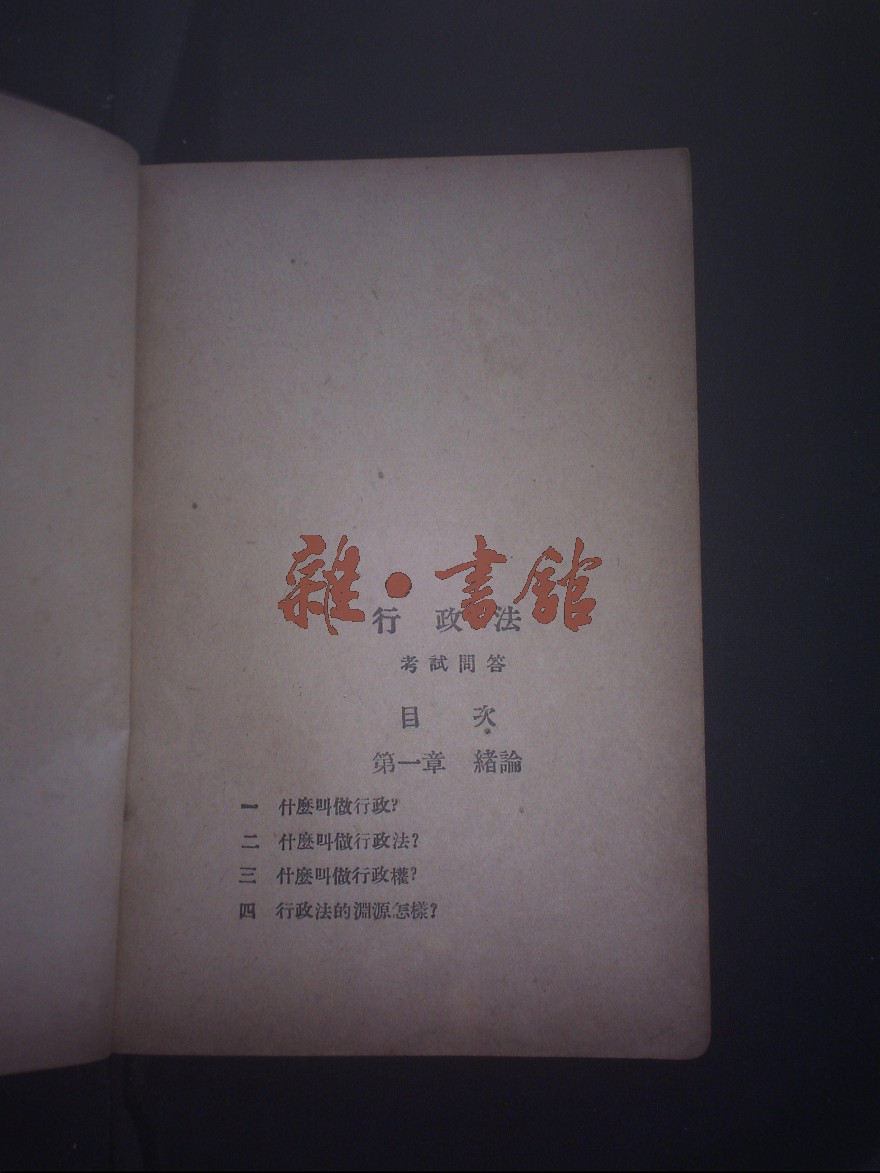 雜·書館
行政法
考試問答
目次
第一章 緒論
一 什麼叫做行政?
二 什麼叫做行政法?
三 什麼叫做行政權?
四 行政法的淵源怎樣?